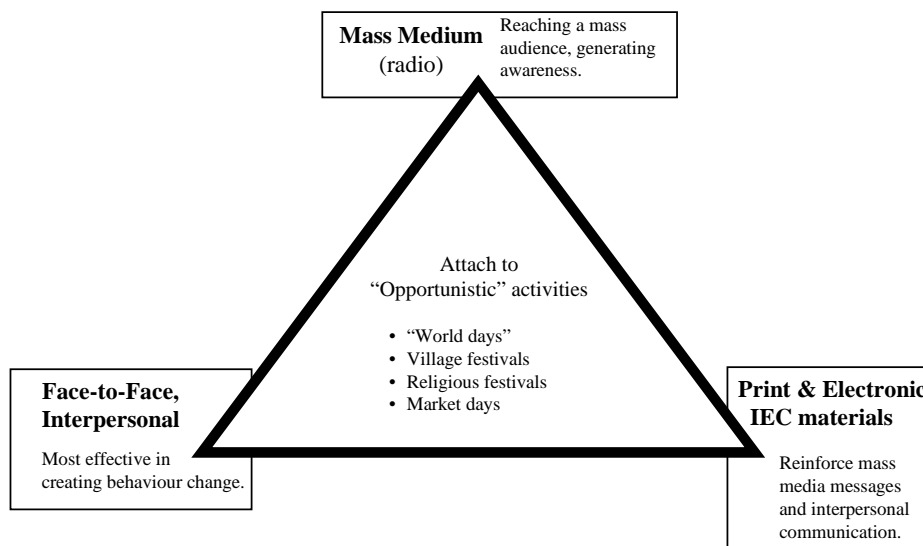 Mass Medium
(radio)
Reaching a mass
audience, generating
awareness.
Attach to
“Opportunistic” activities
• “World days”
• Village festivals
• Religious festivals
• Market days
Face-to-Face,
Interpersonal
Most effective in
creating behaviour change.
Print & Electronic
IEC materials
Reinforce mass
media messages
and interpersonal
communication.